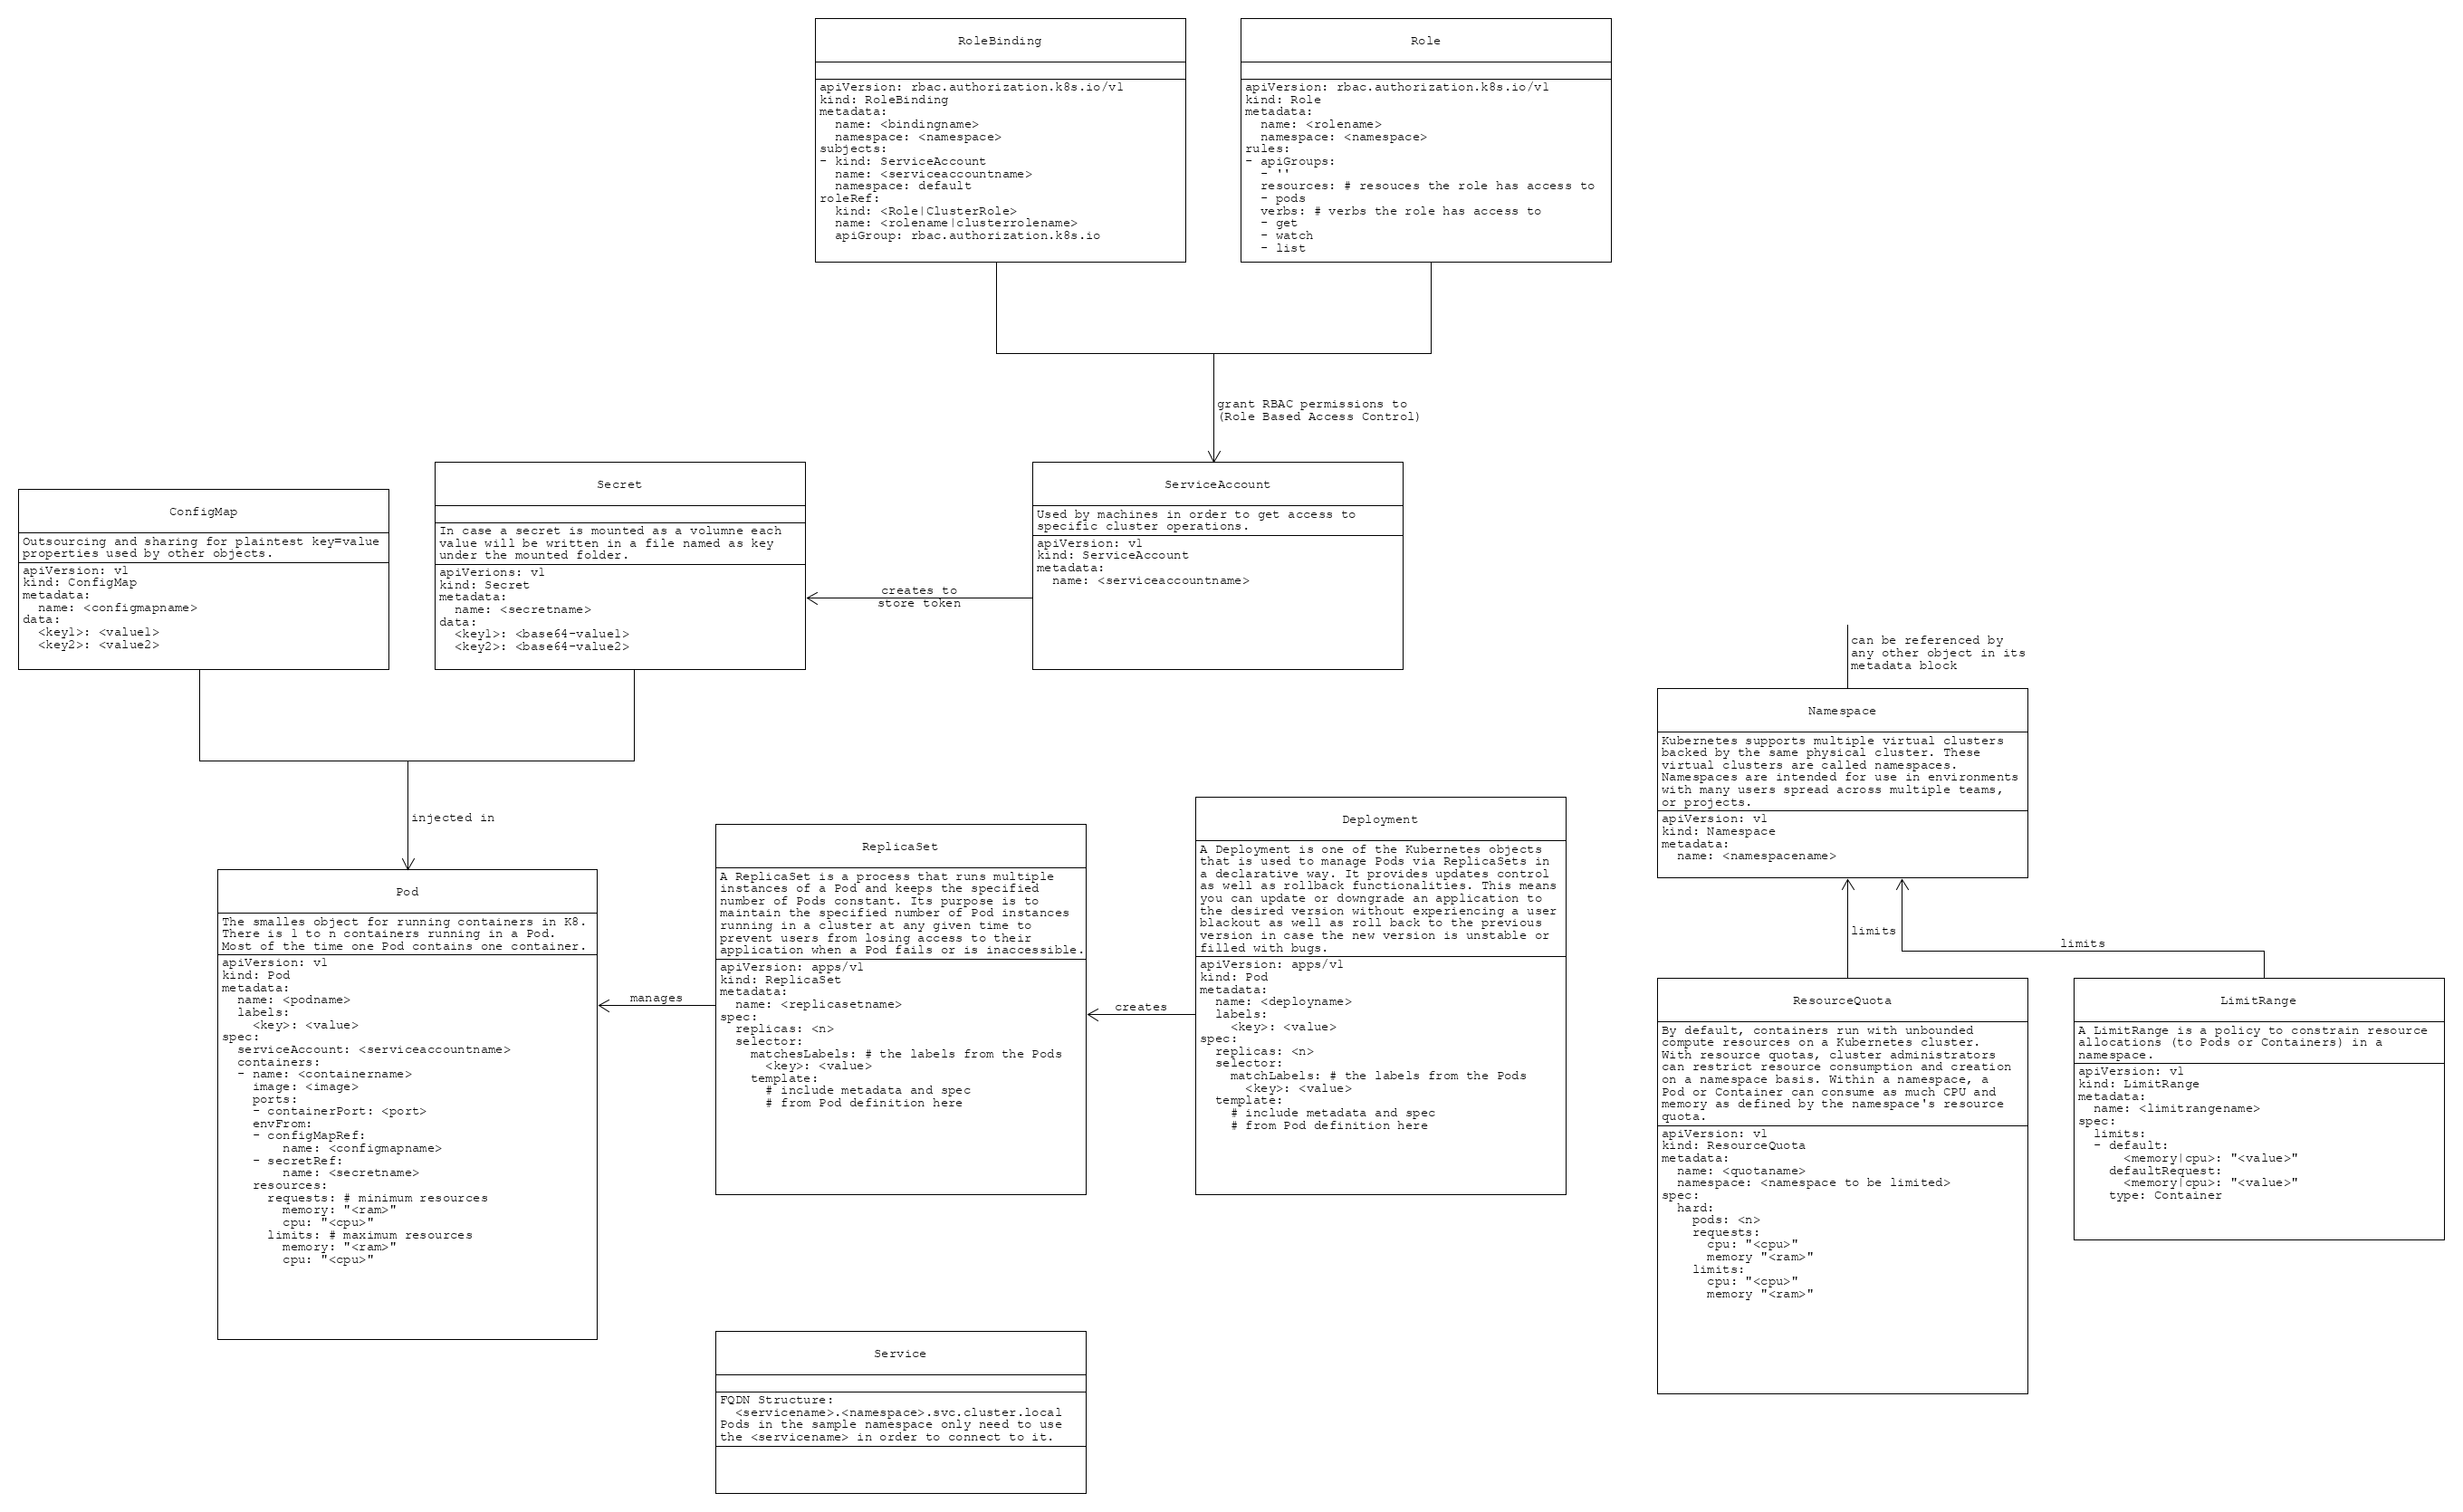 RoleBinding
apiVersion: rbac.authorization.k8s.io/v1
kind: RoleBinding
metadata:
  name: <bindingname>
  namespace: <namespace>
subjects:
- kind: ServiceAccount
  name: <serviceaccountname>
  namespace: default
roleRef:
  kind: <Role|ClusterRole>
  name: <rolename|clusterrolename>
  apiGroup: rbac.authorization.k8s.io
Role
apiVersion: rbac.authorization.k8s.io/v1
kind: Role
metadata:
  name: <rolename>
  namespace: <namespace>
rules:
- apiGroups:
  - ''
  resources: # resouces the role has access to
  - pods
  verbs: # verbs the role has access to
  - get
  - watch
  - list
grant RBAC permissions to
(Role Based Access Control)
ConfigMap
Outsourcing and sharing for plaintest key=value
properties used by other objects.
apiVersion: v1
kind: ConfigMap
metadata:
  name: <configmapname>
data:
  <key1>: <value1>
  <key2>: <value2>
Secret
In case a secret is mounted as a volumne each
value will be written in a file named as key
under the mounted folder.
apiVerions: v1
kind: Secret
metadata:
  name: <secretname>
data:
  <key1>: <base64-value1>
  <key2>: <base64-value2>
creates to
store token
ServiceAccount
Used by machines in order to get access to
specific cluster operations.
apiVersion: v1
kind: ServiceAccount
metadata:
  name: <serviceaccountname>
can be referenced by
any other object in its
metadata block
Namespace
Kubernetes supports multiple virtual clusters
backed by the same physical cluster. These
virtual clusters are called namespaces.
Namespaces are intended for use in environments
with many users spread across multiple teams,
or projects.
apiVersion: v1
kind: Namespace
metadata:
  name: <namespacename>
injected in
Pod
The smalles object for running containers in K8.
There is 1 to n containers running in a Pod.
Most of the time one Pod contains one container.
apiVersion: v1
kind: Pod
metadata:
  name: <podname>
  labels:
    <key>: <value>
spec:
  serviceAccount: <serviceaccountname>
  containers:
  - name: <containername>
    image: <image>
    ports:
    - containerPort: <port>
    envFrom:
    - configMapRef:
        name: <configmapname>
    - secretRef:
        name: <secretname>
    resources:
      requests: # minimum resources
        memory: "<ram>"
        cpu: "<cpu>"
      limits: # maximum resources
        memory: "<ram>"
        cpu: "<cpu>"
manages
ReplicaSet
A ReplicaSet is a process that runs multiple
instances of a Pod and keeps the specified
number of Pods constant. Its purpose is to
maintain the specified number of Pod instances
running in a cluster at any given time to
prevent users from losing access to their
application when a Pod fails or is inaccessible.
apiVersion: apps/v1
kind: ReplicaSet
metadata:
  name: <replicasetname>
spec:
  replicas: <n>
  selector:
    matchesLabels: # the labels from the Pods
      <key>: <value>
    template:
      # include metadata and spec
      # from Pod definition here
creates
Deployment
A Deployment is one of the Kubernetes objects
that is used to manage Pods via ReplicaSets in
a declarative way. It provides updates control
as well as rollback functionalities. This means
you can update or downgrade an application to
the desired version without experiencing a user
blackout as well as roll back to the previous
version in case the new version is unstable or
filled with bugs.
apiVersion: apps/v1
kind: Pod
metadata:
  name: <deployname>
  labels:
    <key>: <value>
spec:
  replicas: <n>
  selector:
    matchLabels: # the labels from the Pods
      <key>: <value>
  template:
    # include metadata and spec
    # from Pod definition here
limits
limits
ResourceQuota
By default, containers run with unbounded
compute resources on a Kubernetes cluster.
With resource quotas, cluster administrators
can restrict resource consumption and creation
on a namespace basis. Within a namespace, a
Pod or Container can consume as much CPU and
memory as defined by the namespace's resource
quota.
apiVersion: v1
kind: ResourceQuota
metadata:
  name: <quotaname>
  namespace: <namespace to be limited>
spec:
  hard:
    pods: <n>
    requests:
      cpu: "<cpu>"
      memory "<ram>"
    limits:
      cpu: "<cpu>"
      memory "<ram>"
LimitRange
A LimitRange is a policy to constrain resource
allocations (to Pods or Containers) in a
namespace.
apiVersion: v1
kind: LimitRange
metadata:
  name: <limitrangename>
spec:
  limits:
  - default:
      <memory|cpu>: "<value>"
    defaultRequest:
      <memory|cpu>: "<value>"
    type: Container
Service
FQDN Structure:
  <servicename>.<namespace>.svc.cluster.local
Pods in the sample namespace only need to use
the <servicename> in order to connect to it.